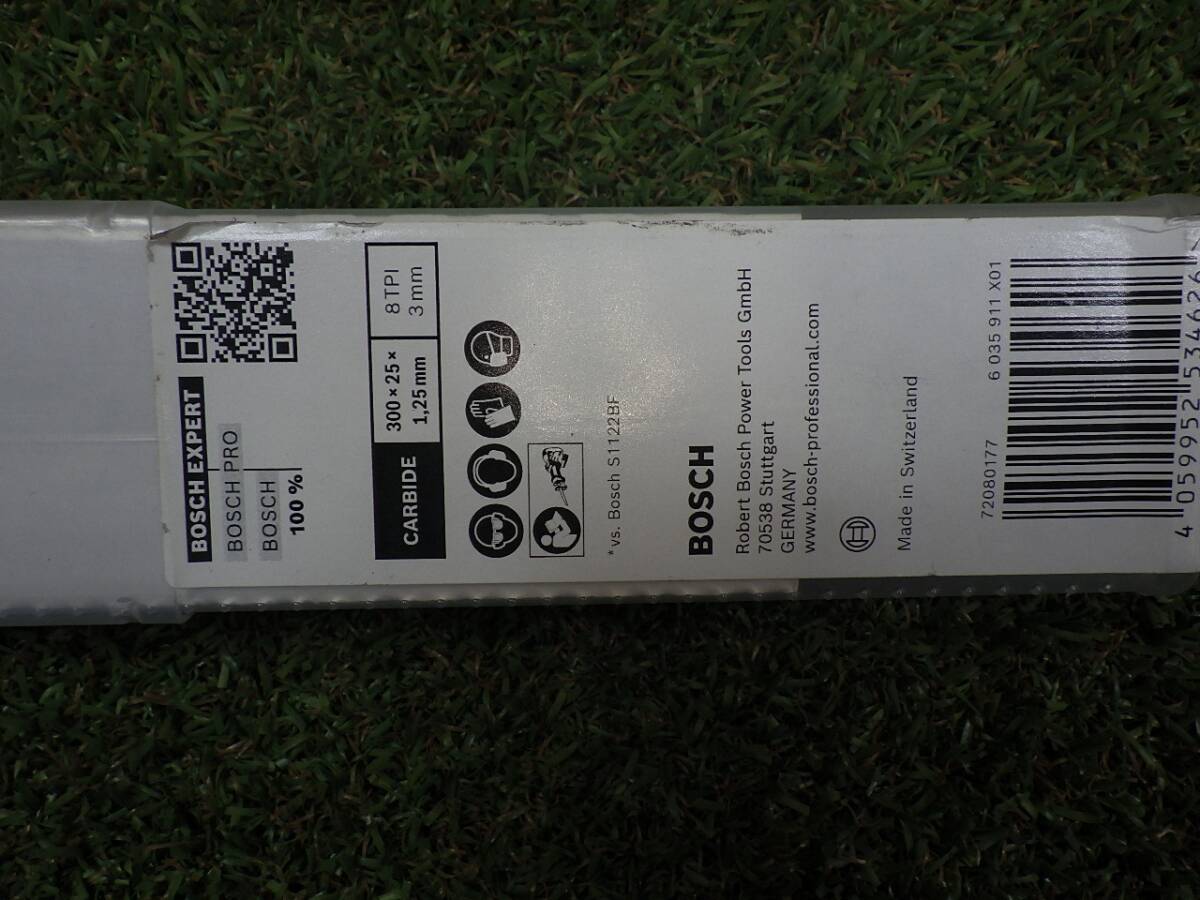 BOSCH EXPERT
BOSCH PRO
BOSCH
100 %
CARBIDE
300 × 25 ×
1,25 mm
8 TPI
3 mm
* vs. Bosch S1122BF
BOSCH
Robert Bosch Power Tools GmbH
70538 Stuttgart
GERMANY
www.bosch-professional.com
Made in Switzerland
72080177
6 035 911 X01
4 059952 534626